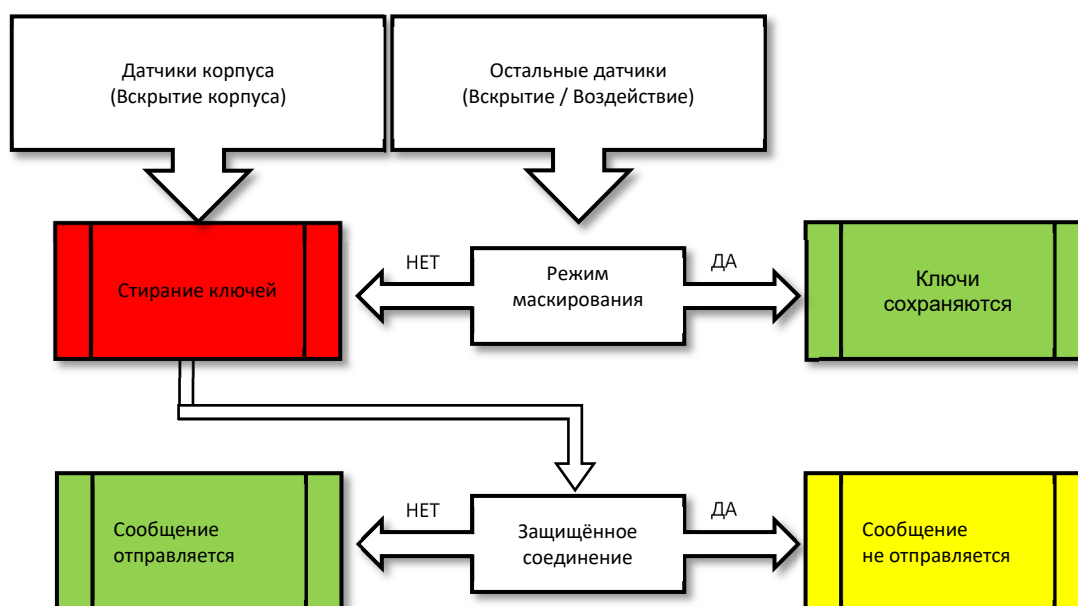 Датчики корпуса
(Вскрытие корпуса)
Остальные датчики
(Вскрытие / Воздействие)
Стирание ключей
НЕТ
Режим
маскирования
ДА
Ключи
сохраняются
Сообщение
отправляется
НЕТ
Защищённое
соединение
ДА
Сообщение
не отправляется